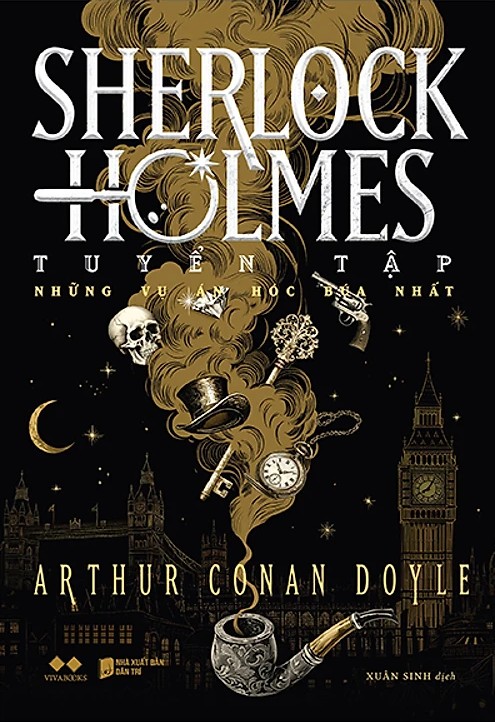 SHERLOCK
HOLMES
TUYỂN TẬP
NHỮNG VỤ ÁN HÓC BÚA NHẤT
ARTHUR CONAN DOYLE
VIVABOOKS
NHÀ XUẤT BẢN
DÂN TRÍ
XUÂN SINH dịch